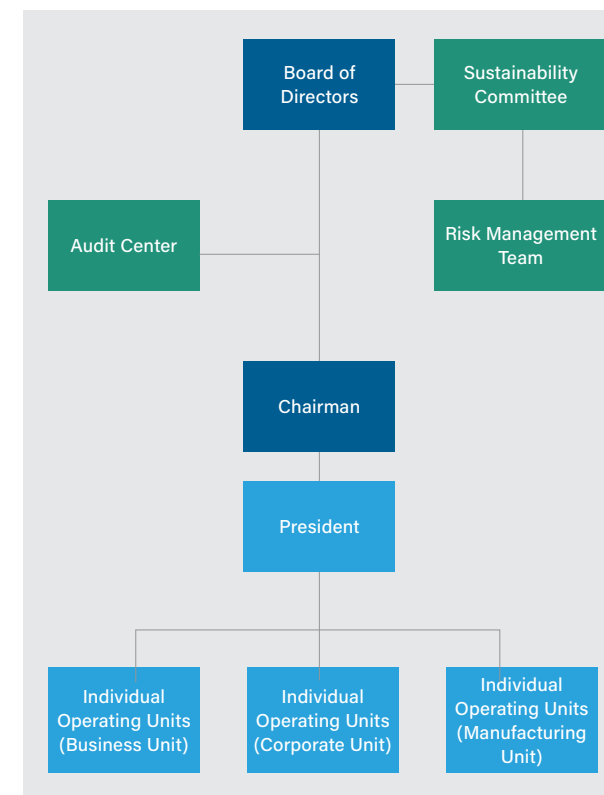 Board of
Directors
Sustainability
Committee
Audit Center
Risk Management
Team
Chairman
President
Individual
Operating Units
(Business Unit)
Individual
Operating Units
(Corporate Unit)
Individual
Operating Units
(Manufacturing
Unit)